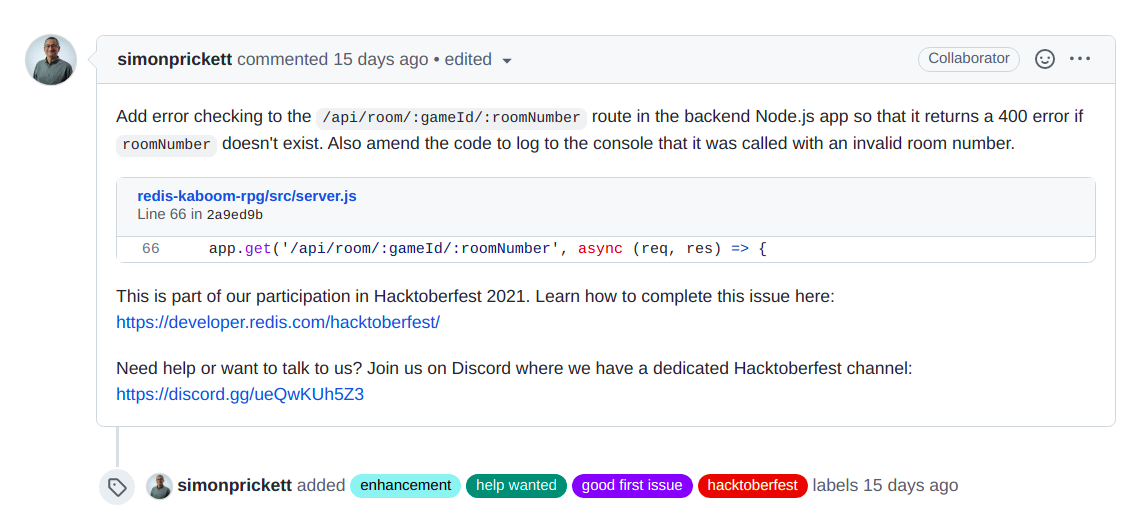 simonprickett commented 15 days ago • edited
Collaborator
Add error checking to the /api/room/:gameId/:roomNumber route in the backend Node.js app so that it returns a 400 error if
roomNumber doesn't exist. Also amend the code to log to the console that it was called with an invalid room number.
redis-kaboom-rpg/src/server.js
Line 66 in 2a9ed9b
66 app.get('/api/room/:gameId/:roomNumber', async (req, res) => {
This is part of our participation in Hacktoberfest 2021. Learn how to complete this issue here:
https://developer.redis.com/hacktoberfest/
Need help or want to talk to us? Join us on Discord where we have a dedicated Hacktoberfest channel:
https://discord.gg/ueQwKUh5Z3
simonprickett added enhancement help wanted good first issue hacktoberfest labels 15 days ago